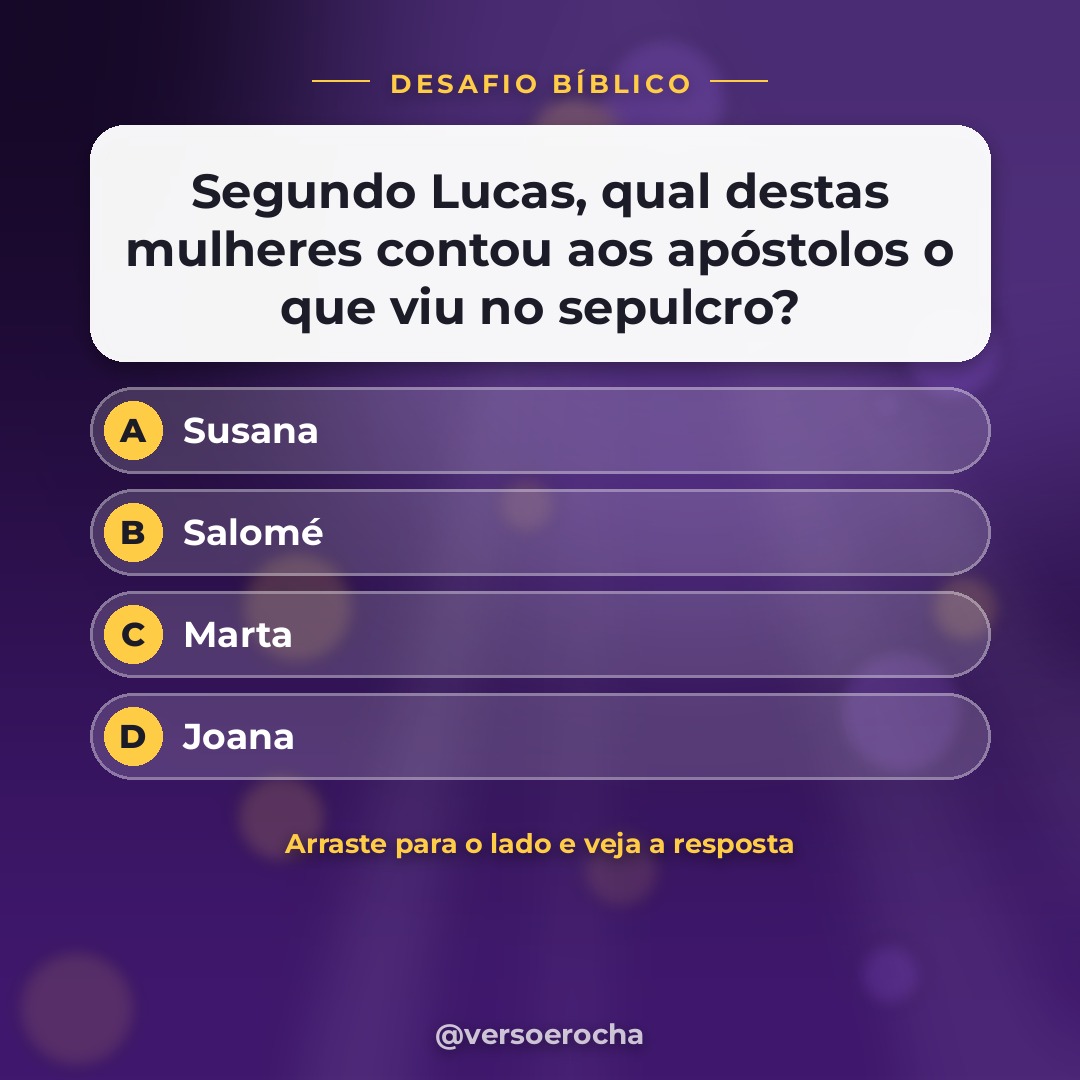 DESAFIO BÍBLICO
Segundo Lucas, qual destas
mulheres contou aos apóstolos o
que viu no sepulcro?
A Susana
B Salomé
C Marta
D Joana
Arraste para o lado e veja a resposta
@versoerocha